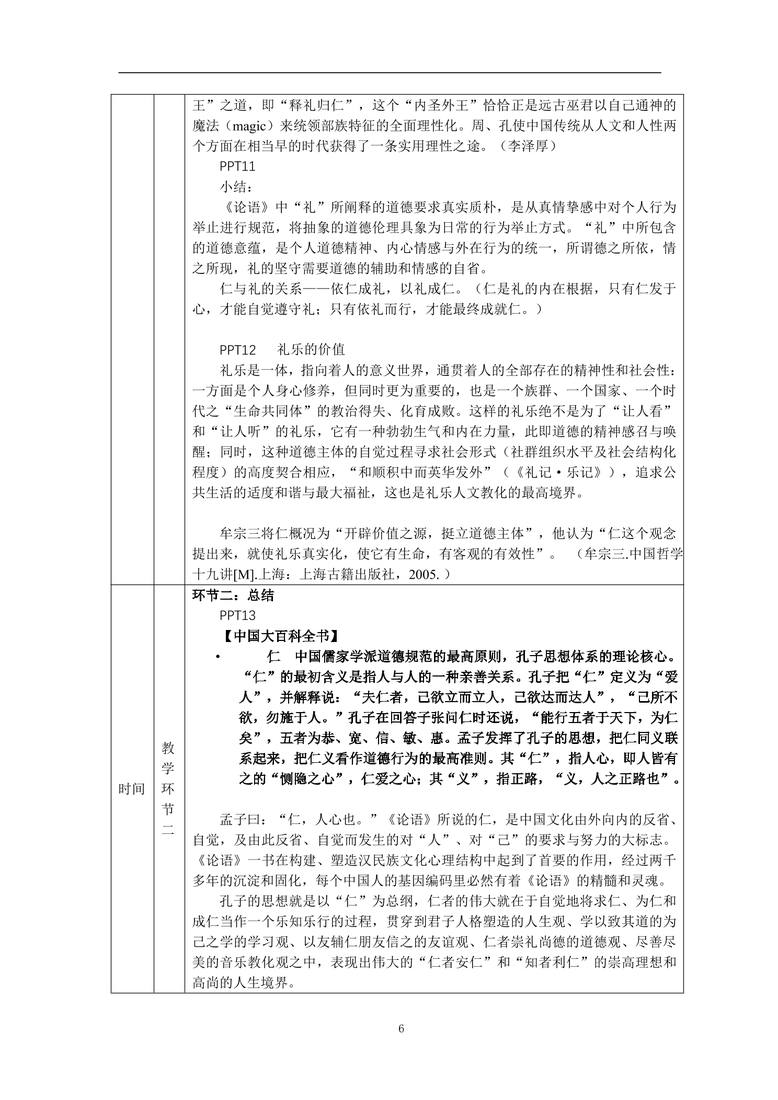 王”之道，即“释礼归仁”，这个“内圣外王”恰恰正是远古巫君以自己通神的
魔法（magic）来统领部族特征的全面理性化。周、孔使中国传统从人文和人性两
个方面在相当早的时代获得了一条实用理性之途。（李泽厚）
PPT11
小结：
《论语》中“礼”所阐释的道德要求真实质朴，是从真情挚感中对个人行为
举止进行规范，将抽象的道德伦理具象为日常的行为举止方式。“礼”中所包含
的道德意蕴，是个人道德精神、内心情感与外在行为的统一，所谓德之所依，情
之所现，礼的坚守需要道德的辅助和情感的自省。
仁与礼的关系——依仁成礼，以礼成仁。（仁是礼的内在根据，只有仁发于
心，才能自觉遵守礼；只有依礼而行，才能最终成就仁。）
PPT12 礼乐的价值
礼乐是一体，指向着人的意义世界，通贯着人的全部存在的精神性和社会性：
一方面是个人身心修养，但同时更为重要的，也是一个族群、一个国家、一个时
代之“生命共同体”的教治得失、化育成败。这样的礼乐绝不是为了“让人看”
和“让人听”的礼乐，它有一种勃勃生气和内在力量，此即道德的精神感召与唤
醒；同时，这种道德主体的自觉过程寻求社会形式（社群组织水平及社会结构化
程度）的高度契合相应，“和顺积中而英华发外”（《礼记·乐记》），追求公
共生活的适度和谐与最大福祉，这也是礼乐人文教化的最高境界。
牟宗三将仁概况为“开辟价值之源，挺立道德主体”，他认为“仁这个观念
提出来，就使礼乐真实化，使它有生命，有客观的有效性”。（牟宗三.中国哲学
十九讲[M].上海：上海古籍出版社，2005. ）
时间
教
学
环
节
二
环节二：总结
PPT13
【中国大百科全书】
• 仁 中国儒家学派道德规范的最高原则，孔子思想体系的理论核心。
“仁”的最初含义是指人与人的一种亲善关系。孔子把“仁”定义为“爱
人”，并解释说：“夫仁者，己欲立而立人，己欲达而达人”，“己所不
欲，勿施于人。”孔子在回答子张问仁时还说，“能行五者于天下，为仁
矣”，五者为恭、宽、信、敏、惠。孟子发挥了孔子的思想，把仁同义联
系起来，把仁义看作道德行为的最高准则。其“仁”，指人心，即人皆有
之的“恻隐之心”，仁爱之心；其“义”，指正路，“义，人之正路也”。
孟子曰：“仁，人心也。”《论语》所说的仁，是中国文化由外向内的反省、
自觉，及由此反省、自觉而发生的对“人”、对“己”的要求与努力的大标志。
《论语》一书在构建、塑造汉民族文化心理结构中起到了首要的作用，经过两千
多年的沉淀和固化，每个中国人的基因编码里必然有着《论语》的精髓和灵魂。
孔子的思想就是以“仁”为总纲，仁者的伟大就在于自觉地将求仁、为仁和
成仁当作一个乐知乐行的过程，贯穿到君子人格塑造的人生观、学以致其道的为
己之学的学习观、以友辅仁朋友信之的友谊观、仁者崇礼尚德的道德观、尽善尽
美的音乐教化观之中，表现出伟大的“仁者安仁”和“知者利仁”的崇高理想和
高尚的人生境界。
6